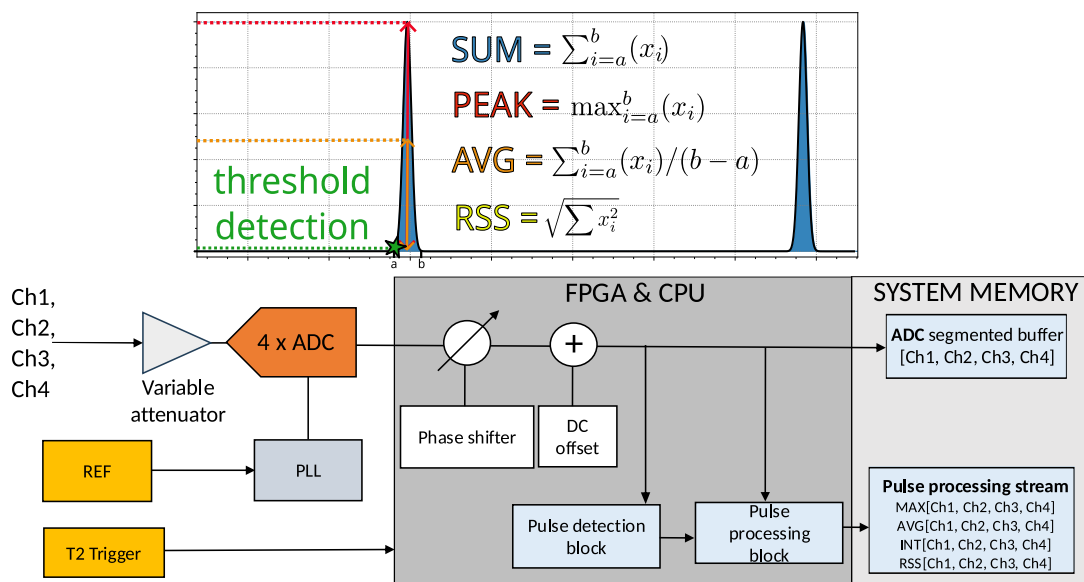 SUM = ∑_{i=a}^{b}(x_i)
PEAK = max_{i=a}^{b}(x_i)
AVG = ∑_{i=a}^{b}(x_i)/(b − a)
RSS = √∑ x_i^2
threshold
detection
a
b
FPGA & CPU
SYSTEM MEMORY
Ch1,
Ch2,
Ch3,
Ch4
4 x ADC
Variable
attenuator
+
Phase shifter
DC
offset
ADC segmented buffer
[Ch1, Ch2, Ch3, Ch4]
REF
PLL
T2 Trigger
Pulse detection
block
Pulse
processing
block
Pulse processing stream
MAX[Ch1, Ch2, Ch3, Ch4]
AVG[Ch1, Ch2, Ch3, Ch4]
INT[Ch1, Ch2, Ch3, Ch4]
RSS[Ch1, Ch2, Ch3, Ch4]